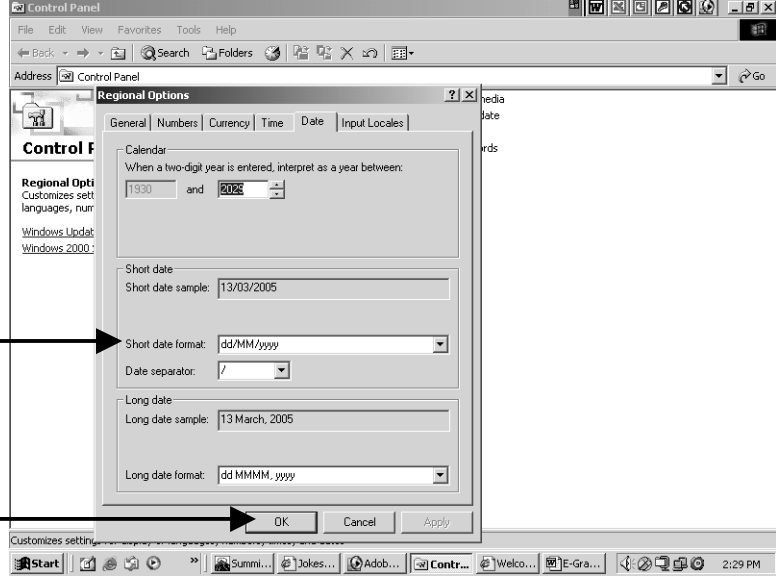 Control Panel
File Edit View Favorites Tools Help
Back Search Folders
Address Control Panel Go
Regional Options
General Numbers Currency Time Date Input Locales
Control P
Regional Opti
Customizes sett
languages, num
Windows Updat
Windows 2000 S
Calendar
When a two-digit year is entered, interpret as a year between:
1930 and 2029
Short date
Short date sample: 13/03/2005
Short date format: dd/MM/yyyy
Date separator: /
Long date
Long date sample: 13 March, 2005
Long date format: dd MMMM, yyyy
OK Cancel Apply
Start Summi... Jokes... Adob... Contr... Welco... E-Gra... 2:29 PM